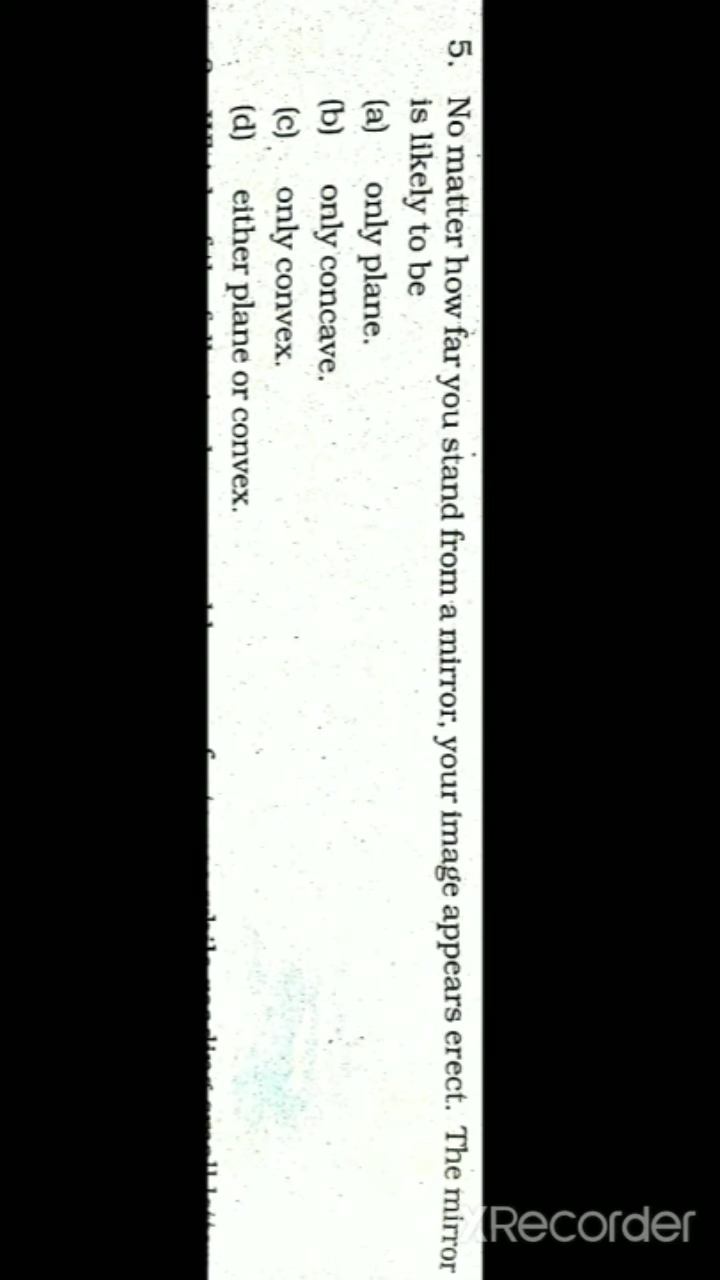 5. No matter how far you stand from a mirror, your image appears erect. The mirror
is likely to be
(a) only plane.
(b) only concave.
(c) only convex.
(d) either plane or convex.
XRecorder